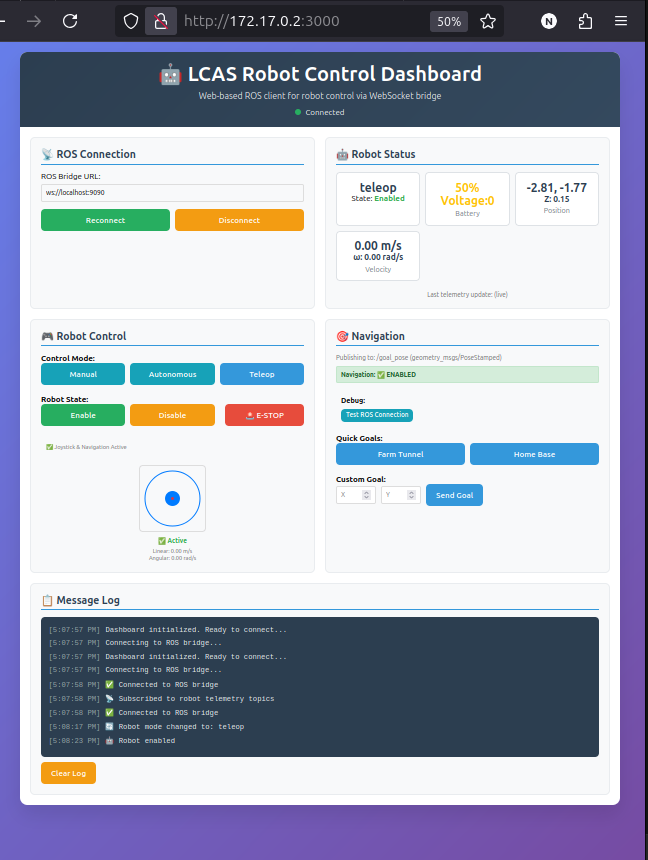 http://172.17.0.2:3000
50%
N
🤖 LCAS Robot Control Dashboard
Web-based ROS client for robot control via WebSocket bridge
Connected
📡 ROS Connection
ROS Bridge URL:
ws://localhost:9090
Reconnect
Disconnect
🤖 Robot Status
teleop
State: Enabled
50%
Voltage:0
Battery
-2.81, -1.77
Z: 0.15
Position
0.00 m/s
ω: 0.00 rad/s
Velocity
Last telemetry update: (live)
🎮 Robot Control
Control Mode:
Manual
Autonomous
Teleop
Robot State:
Enable
Disable
🚨 E-STOP
✅ Joystick & Navigation Active
✅ Active
Linear: 0.00 m/s
Angular: 0.00 rad/s
🎯 Navigation
Publishing to: /goal_pose (geometry_msgs/PoseStamped)
Navigation: ✅ ENABLED
Debug:
Test ROS Connection
Quick Goals:
Farm Tunnel
Home Base
Custom Goal:
X
Y
Send Goal
📋 Message Log
[5:07:57 PM] Dashboard initialized. Ready to connect...
[5:07:57 PM] Connecting to ROS bridge...
[5:07:57 PM] Dashboard initialized. Ready to connect...
[5:07:57 PM] Connecting to ROS bridge...
[5:07:58 PM] ✅ Connected to ROS bridge
[5:07:58 PM] 📡 Subscribed to robot telemetry topics
[5:07:58 PM] ✅ Connected to ROS bridge
[5:08:17 PM] 🔄 Robot mode changed to: teleop
[5:08:23 PM] 🤖 Robot enabled
Clear Log